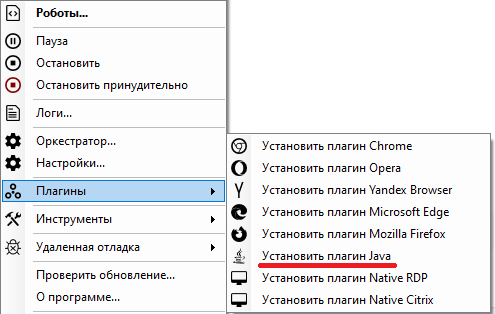 Роботы...
Пауза
Остановить
Остановить принудительно
Логи...
Оркестратор...
Настройки...
Плагины
Инструменты
Удаленная отладка
Проверить обновление...
О программе...
Установить плагин Chrome
Установить плагин Opera
Установить плагин Yandex Browser
Установить плагин Microsoft Edge
Установить плагин Mozilla Firefox
Установить плагин Java
Установить плагин Native RDP
Установить плагин Native Citrix